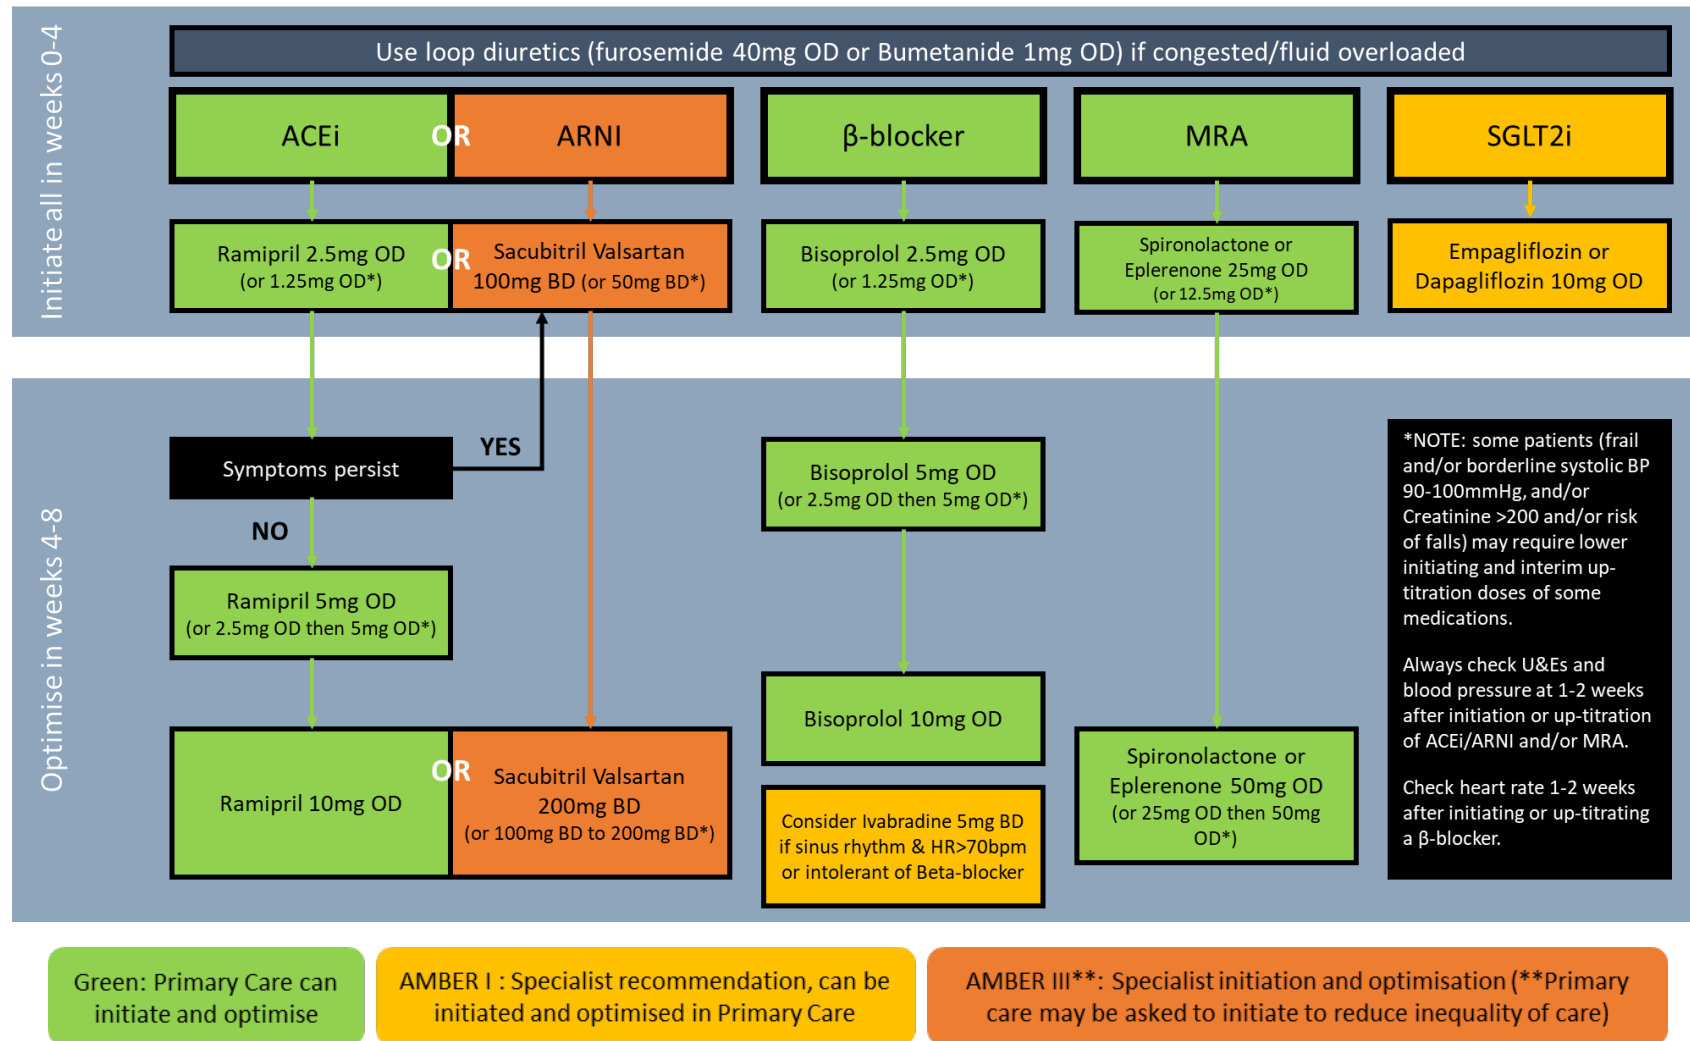 Initiate all in weeks 0-4
Use loop diuretics (furosemide 40mg OD or Bumetanide 1mg OD) if congested/fluid overloaded
ACEi
OR
ARNI
β-blocker
MRA
SGLT2i
Ramipril 2.5mg OD
(or 1.25mg OD*)
OR
Sacubitril Valsartan
100mg BD (or 50mg BD*)
Bisoprolol 2.5mg OD
(or 1.25mg OD*)
Spironolactone or
Eplerenone 25mg OD
(or 12.5mg OD*)
Empagliflozin or
Dapagliflozin 10mg OD
Optimise in weeks 4-8
Symptoms persist
YES
NO
Ramipril 5mg OD
(or 2.5mg OD then 5mg OD*)
Ramipril 10mg OD
OR
Sacubitril Valsartan
200mg BD
(or 100mg BD to 200mg BD*)
Bisoprolol 5mg OD
(or 2.5mg OD then 5mg OD*)
Bisoprolol 10mg OD
Consider Ivabradine 5mg BD
if sinus rhythm & HR>70bpm
or intolerant of Beta-blocker
Spironolactone or
Eplerenone 50mg OD
(or 25mg OD then 50mg
OD*)
*NOTE: some patients (frail
and/or borderline systolic BP
90-100mmHg, and/or
Creatinine >200 and/or risk
of falls) may require lower
initiating and interim up-
titration doses of some
medications.
Always check U&Es and
blood pressure at 1-2 weeks
after initiation or up-titration
of ACEi/ARNI and/or MRA.
Check heart rate 1-2 weeks
after initiating or up-titrating
a β-blocker.
Green: Primary Care can
initiate and optimise
AMBER I : Specialist recommendation, can be
initiated and optimised in Primary Care
AMBER III**: Specialist initiation and optimisation (**Primary
care may be asked to initiate to reduce inequality of care)